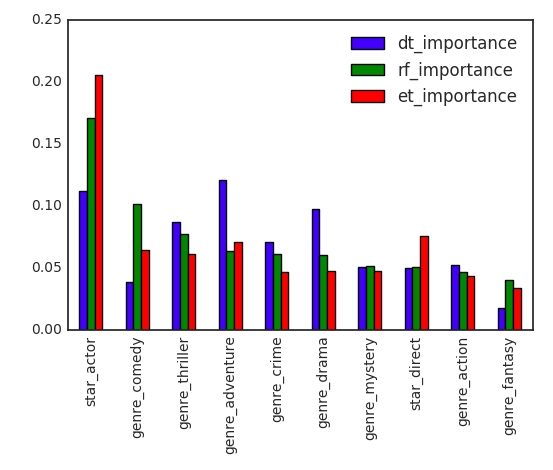 0.25
0.20
0.15
0.10
0.05
0.00
dt_importance
rf_importance
et_importance
star_actor
genre_comedy
genre_thriller
genre_adventure
genre_crime
genre_drama
genre_mystery
star_direct
genre_action
genre_fantasy